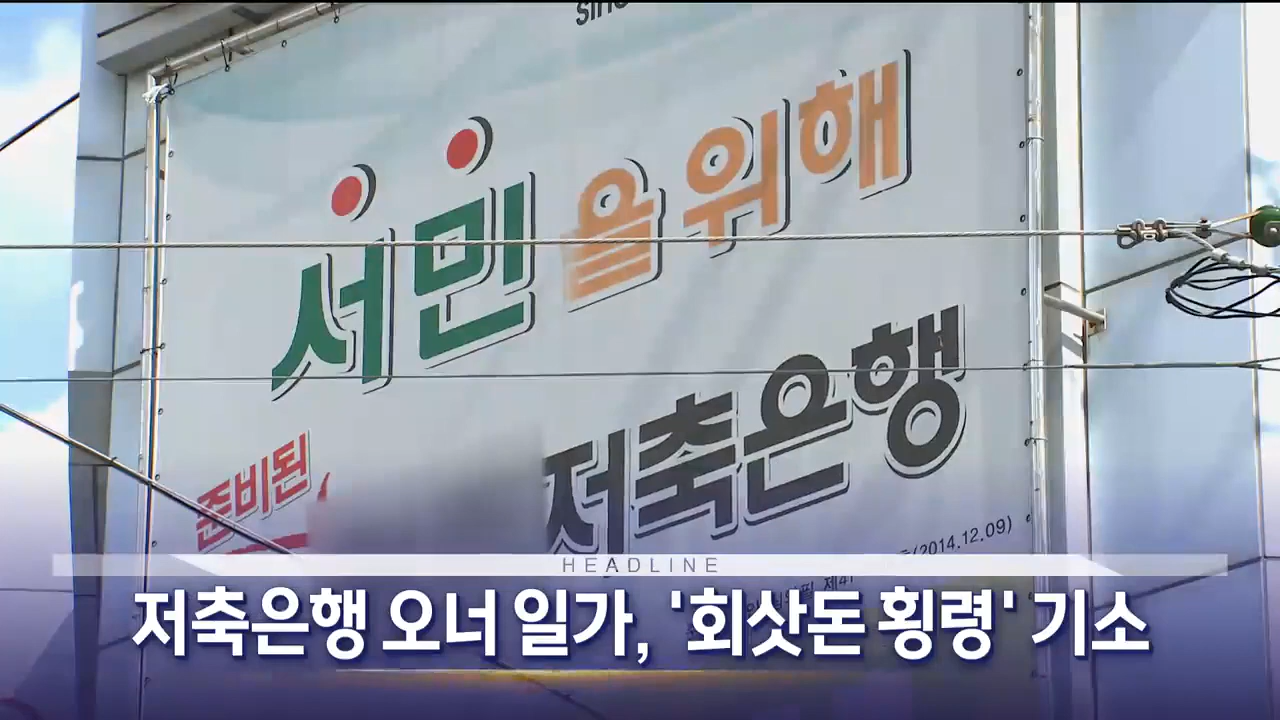 서민을 위해
준비된
저축은행
(2014.12.09)
HEADLINE
저축은행 오너 일가, '회삿돈 횡령' 기소